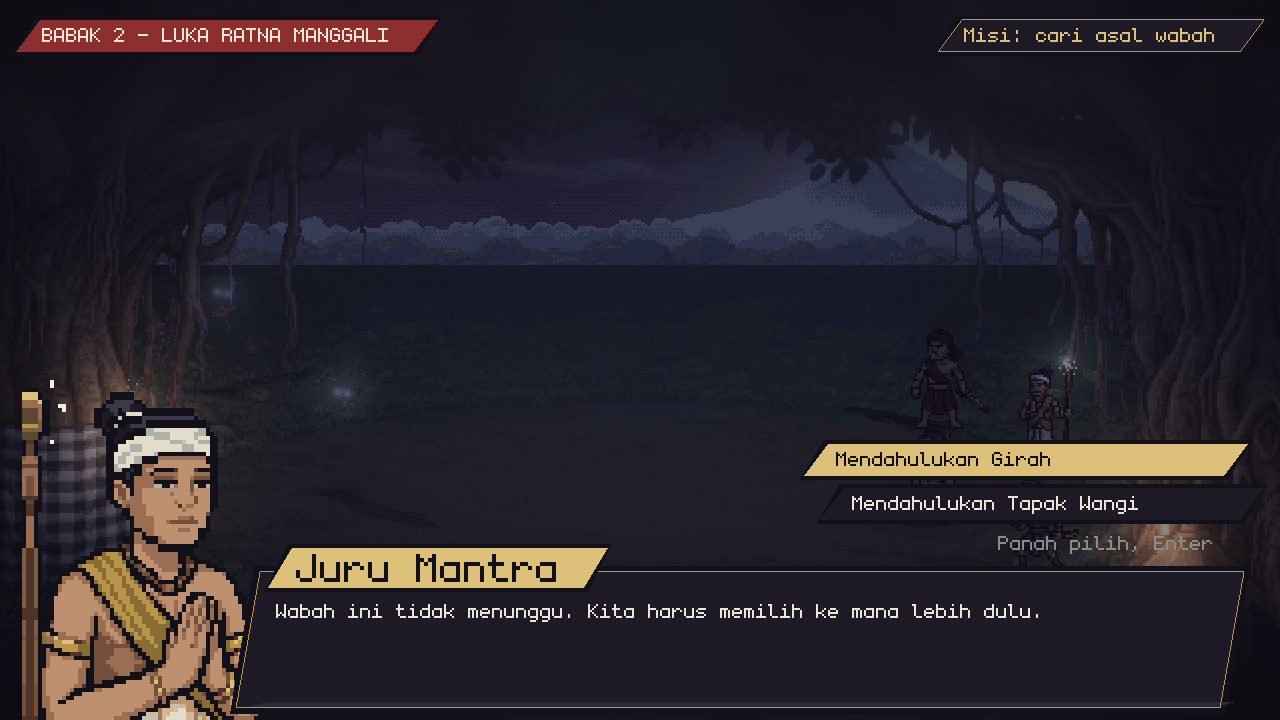 BABAK 2 - LUKA RATNA MANGGALI
Misi: cari asal wabah
Mendahulukan Girah
Mendahulukan Tapak Wangi
Panah pilih, Enter
Juru Mantra
Wabah ini tidak menunggu. Kita harus memilih ke mana lebih dulu.